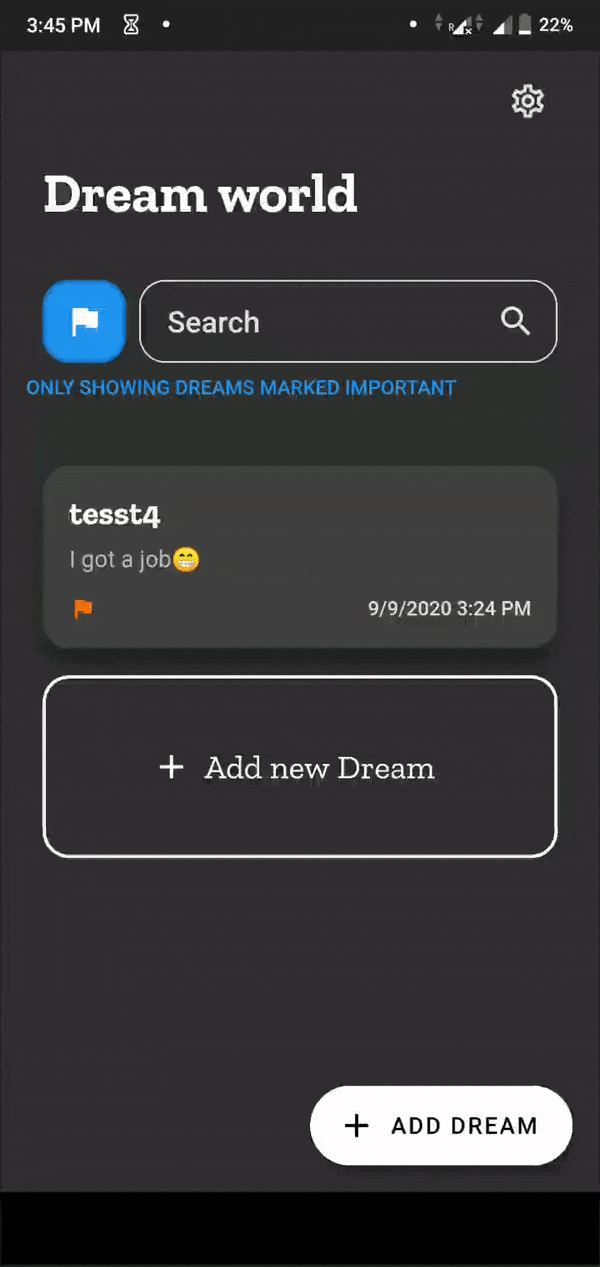 3:45 PM
R
22%
Dream world
Search
ONLY SHOWING DREAMS MARKED IMPORTANT
tesst4
I got a job😁
9/9/2020 3:24 PM
+ Add new Dream
+ ADD DREAM